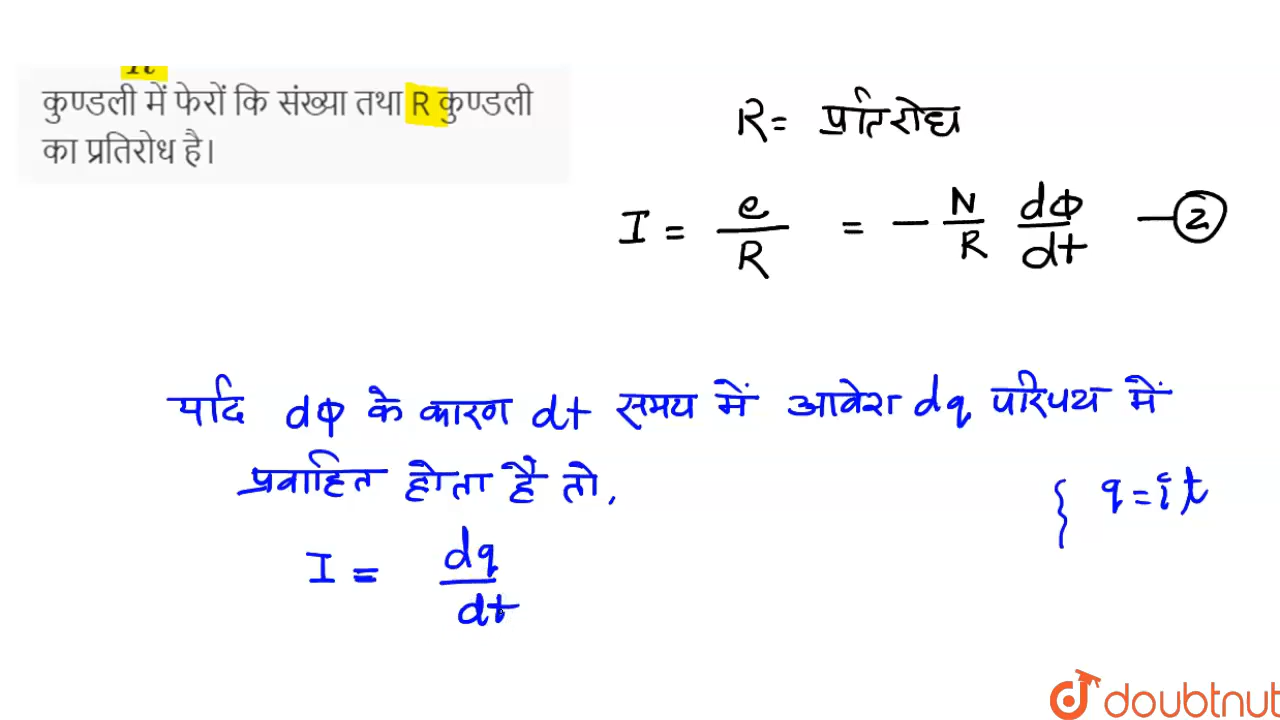 कुण्डली में फेरों कि संख्या तथा R कुण्डली
का प्रतिरोध है।
R = प्रतिरोध
I = e/R = - N/R dΦ/dt — 2
यदि dΦ के कारण dt समय में आवेश dq परिपथ में
प्रवाहित होता है तो,
{ q = i,t
I = dq/dt
doubtnut